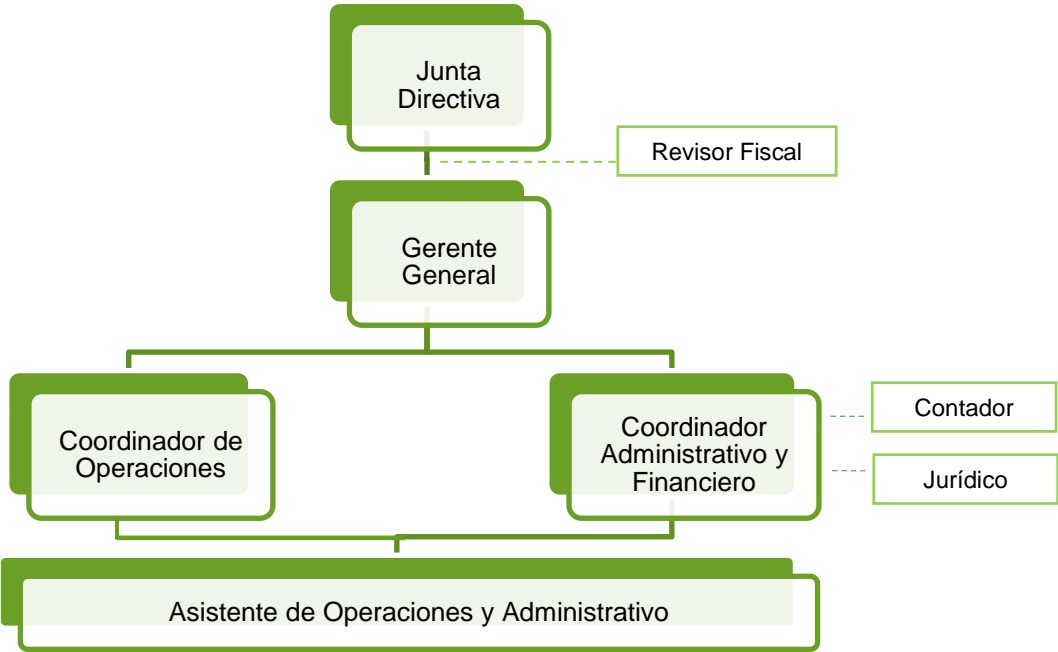 Junta
Directiva
Revisor Fiscal
Gerente
General
Coordinador de
Operaciones
Coordinador
Administrativo y
Financiero
Contador
Jurídico
Asistente de Operaciones y Administrativo